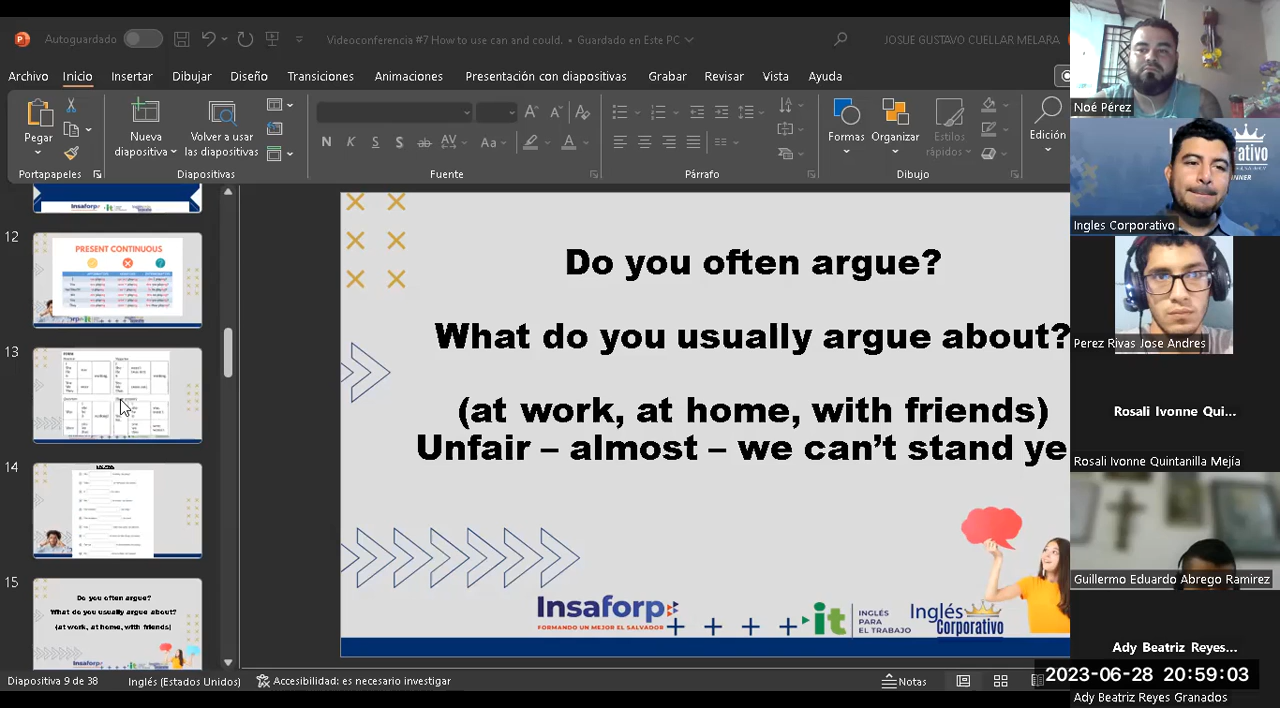 Autoguardado
Videoconferencia #7 How to use can and could. • Guardado en Este PC
JOSUE GUSTAVO CUELLAR MELARA
Archivo Inicio Insertar Dibujar Diseño Transiciones Animaciones Presentación con diapositivas Grabar Revisar Vista Ayuda
Pegar
Nueva diapositiva
Volver a usar las diapositivas
N K S S ab AV Aa A
Formas
Organizar
Estilos rápidos
Edición
Portapapeles
Diapositivas
Fuente
Párrafo
Dibujo
Insaforp
12
PRESENT CONTINUOUS
13
14
15
Do you often argue?
What do you usually argue about?
(at work, at home, with friends)
Do you often argue?
What do you usually argue about?
(at work, at home, with friends)
Unfair – almost – we can’t stand ye
Insaforp
FORMANDO UN MEJOR EL SALVADOR
it
INGLÉS
PARA
EL TRABAJO
Inglés
Corporativo
Diapositiva 9 de 38
Inglés (Estados Unidos)
Accesibilidad: es necesario investigar
Notas
Noé Pérez
Ingles Corporativo
Perez Rivas Jose Andres
Rosali Ivonne Qui...
Rosali Ivonne Quintanilla Mejía
Guillermo Eduardo Abrego Ramirez
Ady Beatriz Reyes...
2023-06-28 20:59:03
Ady Beatriz Reyes Granados